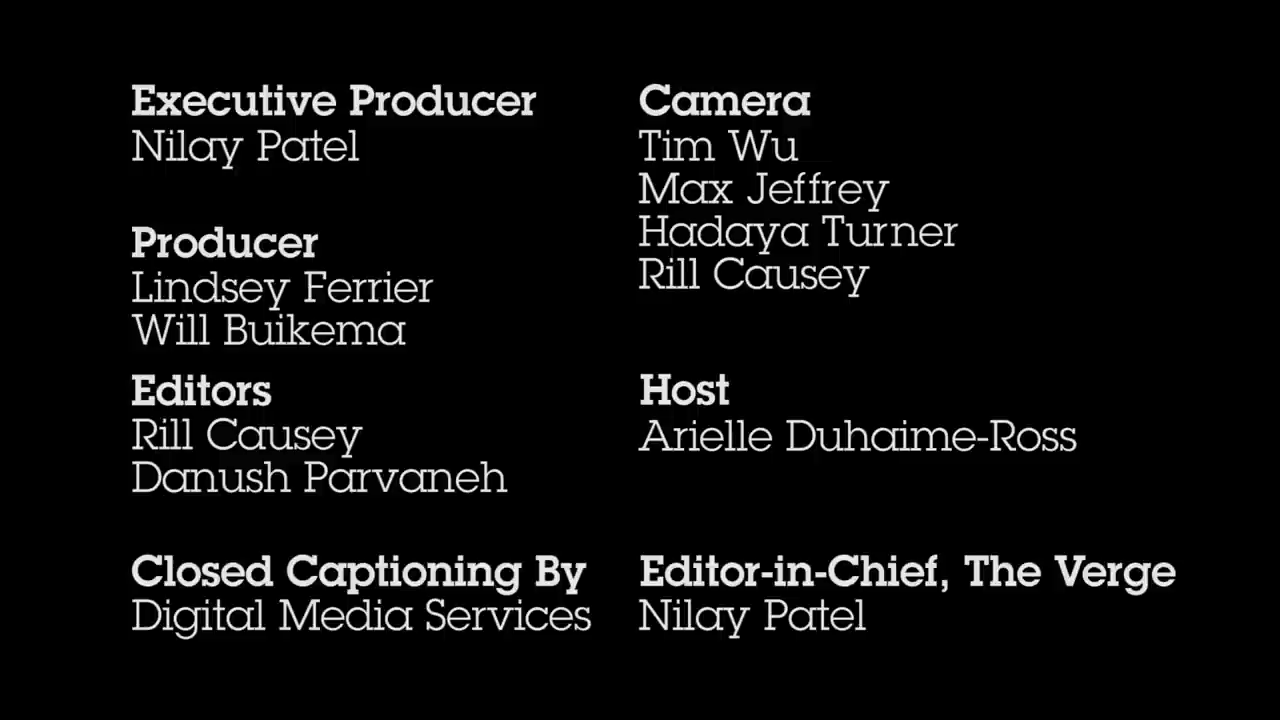 Executive Producer
Nilay Patel
Producer
Lindsey Ferrier
Will Buikema
Editors
Rill Causey
Danush Parvaneh
Closed Captioning By
Digital Media Services
Camera
Tim Wu
Max Jeffrey
Hadaya Turner
Rill Causey
Host
Arielle Duhaime-Ross
Editor-in-Chief, The Verge
Nilay Patel